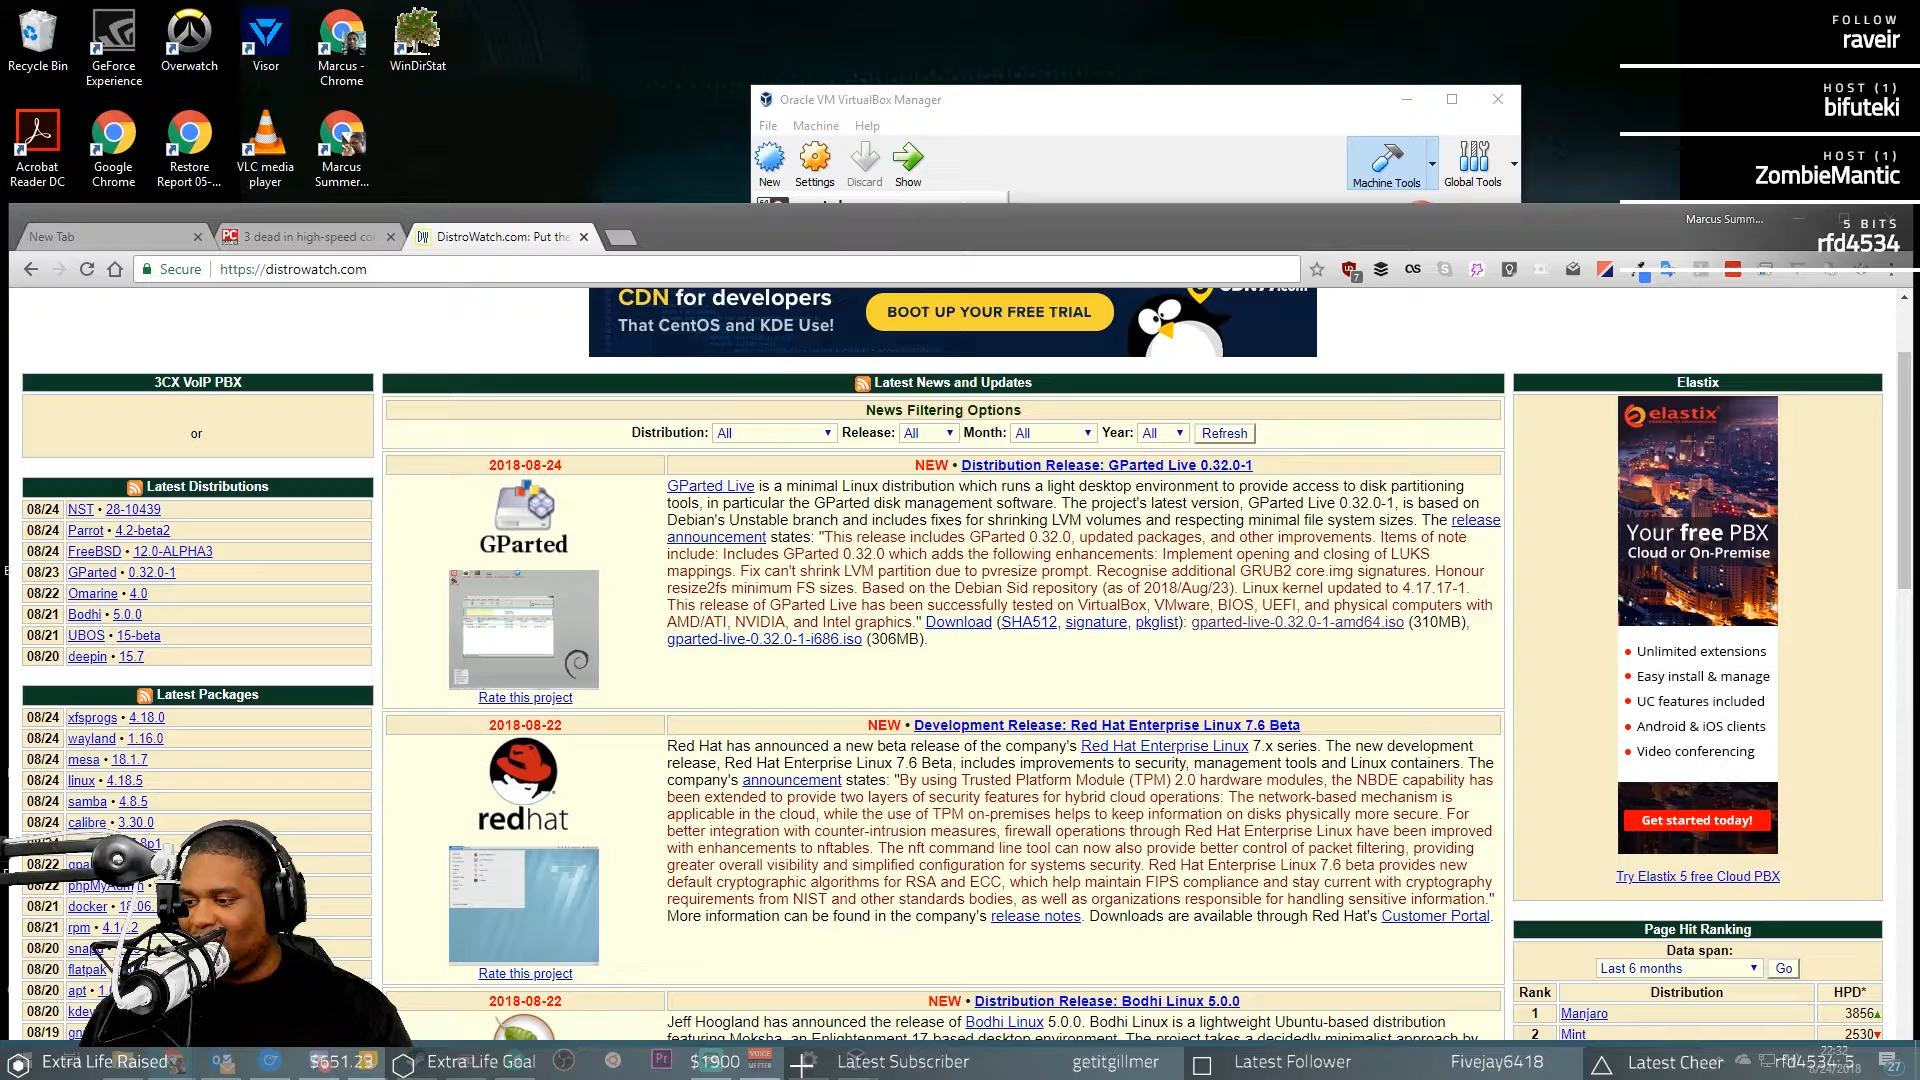 Recycle Bin
GeForce Experience
Overwatch
Visor
Marcus - Chrome
WinDirStat
Acrobat Reader DC
Google Chrome
Restore Report 05-...
VLC media player
Marcus Summer...
FOLLOW
raveir
HOST (1)
bifuteki
HOST (1)
ZombieMantic
5 BITS
rfd4534
Oracle VM VirtualBox Manager
File Machine Help
New Settings Discard Show
Machine Tools Global Tools
Marcus Summ...
New Tab
3 dead in high-speed co
DistroWatch.com: Put the
Secure https://distrowatch.com
CDN for developers
That CentOS and KDE Use!
BOOT UP YOUR FREE TRIAL
3CX VoIP PBX
or
Latest Distributions
08/24 NST • 28-10439
08/24 Parrot • 4.2-beta2
08/24 FreeBSD • 12.0-ALPHA3
08/23 GParted • 0.32.0-1
08/22 Omarine • 4.0
08/21 Bodhi • 5.0.0
08/21 UBOS • 15-beta
08/20 deepin • 15.7
Latest Packages
08/24 xfsprogs • 4.18.0
08/24 wayland • 1.16.0
08/24 mesa • 18.1.7
08/24 linux • 4.18.5
08/24 samba • 4.8.5
08/24 calibre • 3.30.0
08/22
08/22 phpMyAdmin •
08/21 docker • 18.06.
08/21 rpm • 4.14.2
08/20
08/20 flatpak
08/20 apt
08/20
08/19
Latest News and Updates
News Filtering Options
Distribution: All Release: All Month: All Year: All Refresh
2018-08-24
NEW • Distribution Release: GParted Live 0.32.0-1
GParted
Rate this project
GParted Live is a minimal Linux distribution which runs a light desktop environment to provide access to disk partitioning
tools, in particular the GParted disk management software. The project's latest version, GParted Live 0.32.0-1, is based on
Debian's Unstable branch and includes fixes for shrinking LVM volumes and respecting minimal file system sizes. The release
announcement states: "This release includes GParted 0.32.0, updated packages, and other improvements. Items of note
include: Includes GParted 0.32.0 which adds the following enhancements: Implement opening and closing of LUKS
mappings. Fix can't shrink LVM partition due to pvresize prompt. Recognise additional GRUB2 core.img signatures. Honour
resize2fs minimum FS sizes. Based on the Debian Sid repository (as of 2018/Aug/23). Linux kernel updated to 4.17.17-1.
This release of GParted Live has been successfully tested on VirtualBox, VMware, BIOS, UEFI, and physical computers with
AMD/ATI, NVIDIA, and Intel graphics." Download (SHA512, signature, pkglist): gparted-live-0.32.0-1-amd64.iso (310MB),
gparted-live-0.32.0-1-i686.iso (306MB).
2018-08-22
NEW • Development Release: Red Hat Enterprise Linux 7.6 Beta
redhat
Rate this project
Red Hat has announced a new beta release of the company's Red Hat Enterprise Linux 7.x series. The new development
release, Red Hat Enterprise Linux 7.6 Beta, includes improvements to security, management tools and Linux containers. The
company's announcement states: "By using Trusted Platform Module (TPM) 2.0 hardware modules, the NBDE capability has
been extended to provide two layers of security features for hybrid cloud operations: The network-based mechanism is
applicable in the cloud, while the use of TPM on-premises helps to keep information on disks physically more secure. For
better integration with counter-intrusion measures, firewall operations through Red Hat Enterprise Linux have been improved
with enhancements to nftables. The nft command line tool can now also provide better control of packet filtering, providing
greater overall visibility and simplified configuration for systems security. Red Hat Enterprise Linux 7.6 beta provides new
default cryptographic algorithms for RSA and ECC, which help maintain FIPS compliance and stay current with cryptography
requirements from NIST and other standards bodies, as well as organizations responsible for handling sensitive information."
More information can be found in the company's release notes. Downloads are available through Red Hat's Customer Portal.
2018-08-22
NEW • Distribution Release: Bodhi Linux 5.0.0
Jeff Hoogland has announced the release of Bodhi Linux 5.0.0. Bodhi Linux is a lightweight Ubuntu-based distribution
featuring Moksha, an Enlightenment 17 based desktop environment. The project takes a decidedly minimalist approach by
Elastix
elastix
Your free PBX
Cloud or On-Premise
Unlimited extensions
Easy install & manage
UC features included
Android & iOS clients
Video conferencing
Get started today!
Try Elastix 5 free Cloud PBX
Page Hit Ranking
Data span:
Last 6 months Go
Rank Distribution HPD*
1 Manjaro 3856
2 Mint 2530
Extra Life Raised $651.23 Extra Life Goal $1900 Latest Subscriber getitgillmer Latest Follower Fivejay6418 Latest Cheer rfd4534: 5
22:32
8/24/2018
27